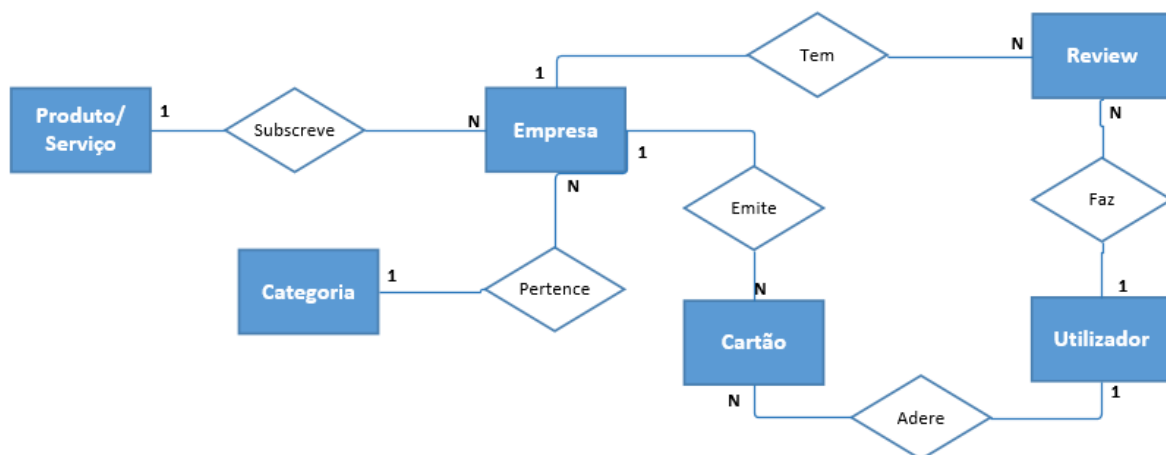 Tem
N
Review
1
Produto/
Serviço
1
Subscreve
N
Empresa
1
N
N
Emite
Faz
Categoria
1
Pertence
N
1
Cartão
Utilizador
N
Adere
1